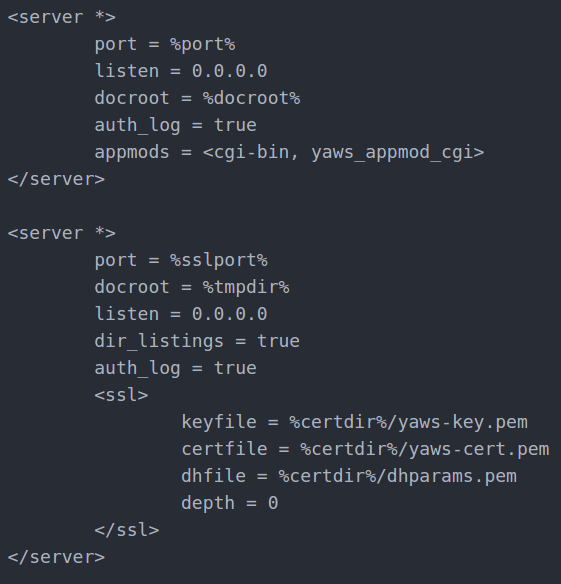 <server *>
        port = %port%
        listen = 0.0.0.0
        docroot = %docroot%
        auth_log = true
        appmods = <cgi-bin, yaws_appmod_cgi>
</server>

<server *>
        port = %sslport%
        docroot = %tmpdir%
        listen = 0.0.0.0
        dir_listings = true
        auth_log = true
        <ssl>
                keyfile = %certdir%/yaws-key.pem
                certfile = %certdir%/yaws-cert.pem
                dhfile = %certdir%/dhparams.pem
                depth = 0
        </ssl>
</server>